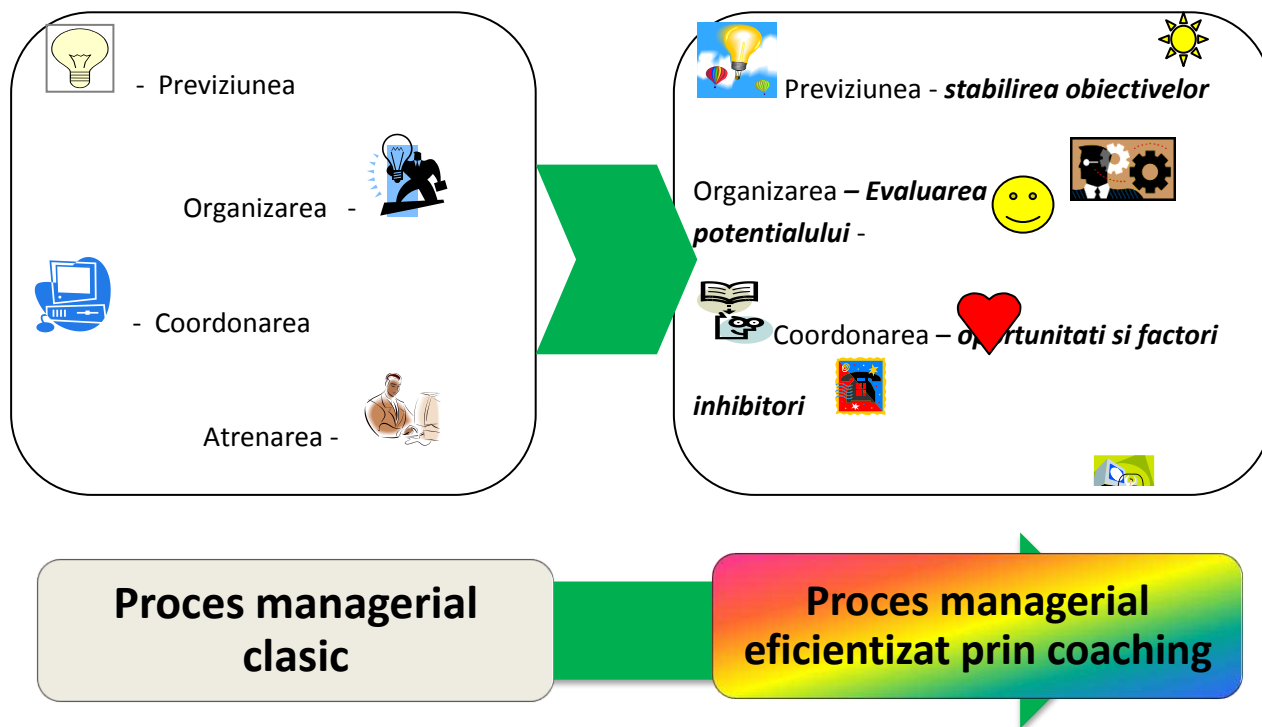 - Previziunea
Organizarea -
- Coordonarea
Atrenarea -
Previziunea - stabilirea obiectivelor
Organizarea – Evaluarea
potentialului -
Coordonarea – oportunitati si factori
inhibitori
Proces managerial
clasic
Proces managerial
eficientizat prin coaching